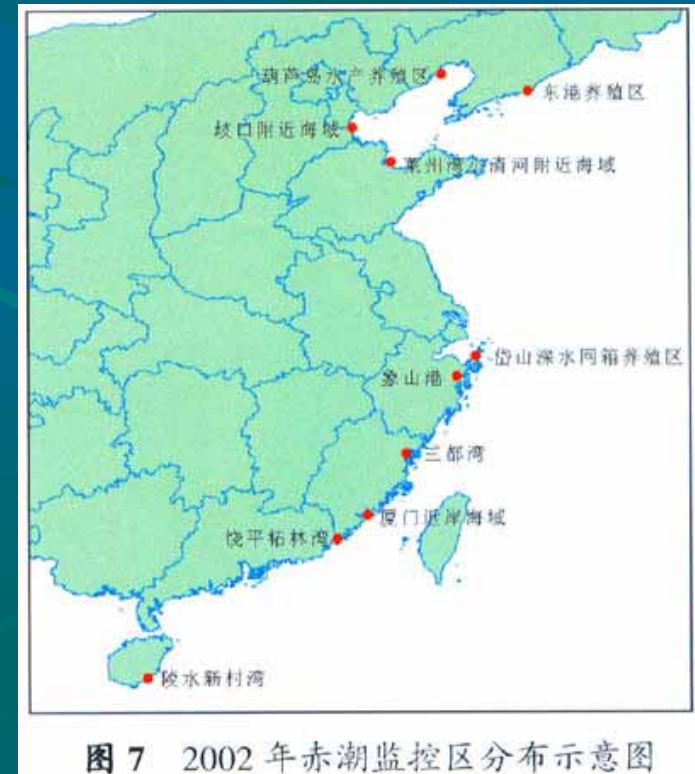 葫芦岛水产养殖区
东港养殖区
歧口附近海域
莱州湾小清河附近海域
岱山深水网箱养殖区
象山港
三都湾
厦门近岸海域
饶平柘林湾
陵水新村湾
图 7 2002 年赤潮监控区分布示意图